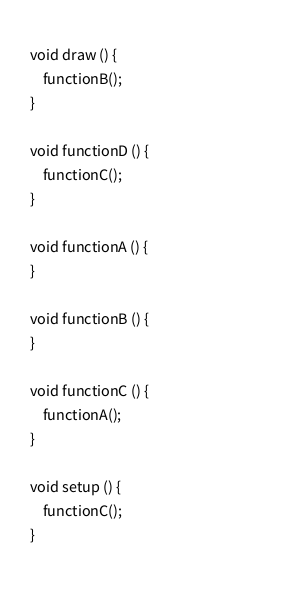 void draw () {
    functionB();
}

void functionD () {
    functionC();
}

void functionA () {
}

void functionB () {
}

void functionC () {
    functionA();
}

void setup () {
    functionC();
}